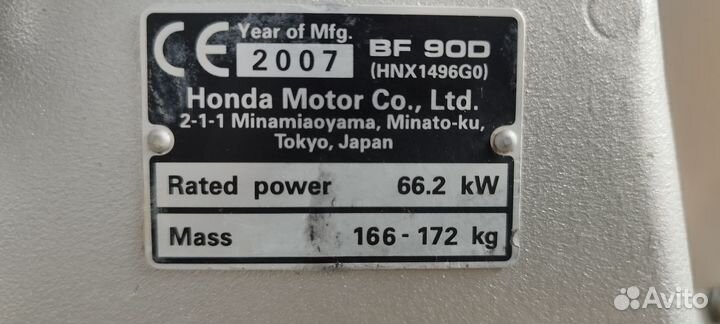 CE Year of Mfg. BF 90D
2007 (HNX1496G0)
Honda Motor Co., Ltd.
2-1-1 Minamiaoyama, Minato-ku,
Tokyo, Japan
Rated power 66.2 kW
Mass 166-172 kg
Avito